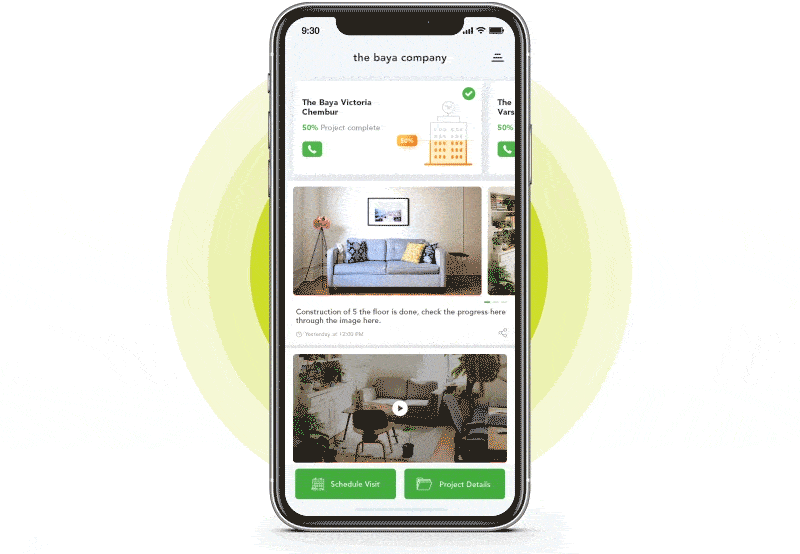 9:30
the baya company
The Baya Victoria
Chembur
50% Project complete
50%
The
Vars
50%
Construction of 5 the floor is done, check the progress here
through the image here.
Yesterday, at 12:00 PM
Schedule Visit
Project Details